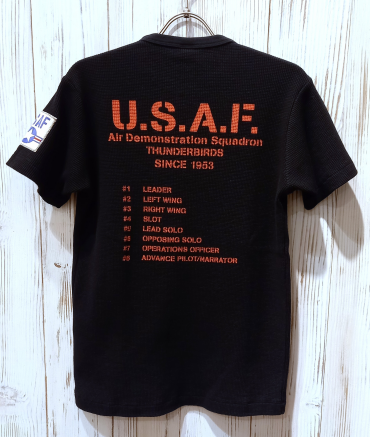 U.S.A.F.
Air Demonstration Squadron
THUNDERBIRDS
SINCE 1953
#1 LEADER
#2 LEFT WING
#3 RIGHT WING
#4 SLOT
#5 LEAD SOLO
#6 OPPOSING SOLO
#7 OPERATIONS OFFICER
#8 ADVANCE PILOT/NARRATOR